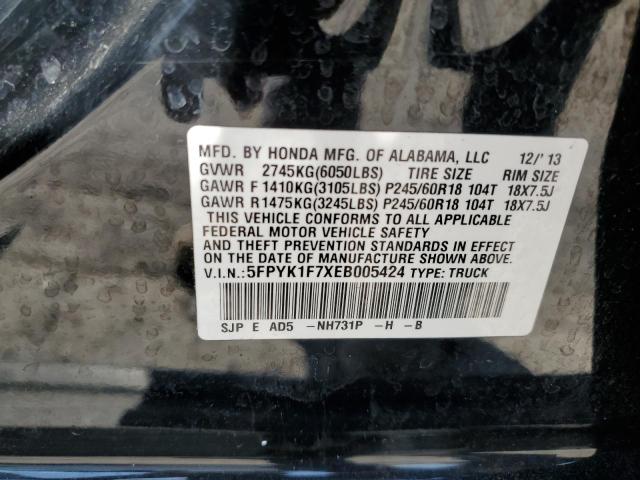 MFD. BY HONDA MFG. OF ALABAMA, LLC 12/'13
GVWR 2745KG(6050LBS) TIRE SIZE RIM SIZE
GAWR F 1410KG(3105LBS) P245/60R18 104T 18X7.5J
GAWR R 1475KG(3245LBS) P245/60R18 104T 18X7.5J
THIS VEHICLE CONFORMS TO ALL APPLICABLE
FEDERAL MOTOR VEHICLE SAFETY
AND THEFT PREVENTION STANDARDS IN EFFECT
ON THE DATE OF MANUFACTURE SHOWN ABOVE.
V.I.N.: 5FPYK1F7XEB005424 TYPE: TRUCK
SJP E AD5 -NH731P -H -B